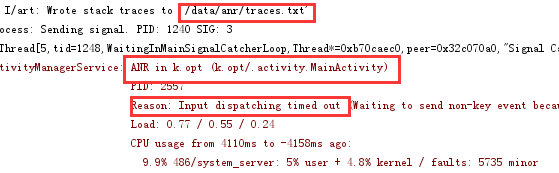 I/art: Wrote stack traces to '/data/anr/traces.txt'
ocess: Sending signal. PID: 1240 SIG: 3
Thread[5,tid=1248,WaitingInMainSignalCatcherLoop,Thread*=0xb70caec0,peer=0x32c070a0,"Signal C
tivityManagerService: ANR in k.opt (k.opt/.activity.MainActivity)
PID: 2557
Reason: Input dispatching timed out (Waiting to send non-key event becau
Load: 0.77 / 0.55 / 0.24
CPU usage from 4110ms to -4158ms ago:
9.9% 486/system_server: 5% user + 4.8% kernel / faults: 5735 minor